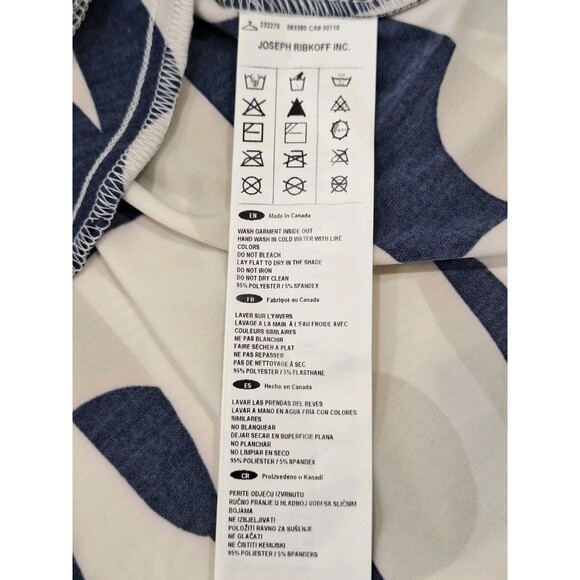 232270 083380 CA# 00710
JOSEPH RIBKOFF INC.
EN Made in Canada
WASH GARMENT INSIDE OUT
HAND WASH IN COLD WATER WITH LIKE
COLORS
DO NOT BLEACH
LAY FLAT TO DRY IN THE SHADE
DO NOT IRON
DO NOT DRY CLEAN
95% POLYESTER / 5% SPANDEX
FR Fabriqué au Canada
LAVER SUR L'ENVERS
LAVAGE A LA MAIN À L'EAU FROIDE AVEC
COULEURS SIMILAIRES
NE PAS BLANCHIR
FAIRE SÉCHER A PLAT
NE PAS REPASSER
PAS DE NETTOYAGE À SEC
95% POLYESTER / 5% ELASTHANE
ES Hecho en Canada
LAVAR LAS PRENDAS DEL REVÉS
LAVAR A MANO EN AGUA FRÍA CON COLORES
SIMILARES
NO BLANQUEAR
DEJAR SECAR EN SUPERFICIE PLANA
NO PLANCHAR
NO LIMPIAR EN SECO
95% POLIÉSTER / 5% SPANDEX
CR Proizvedeno u Kanadi
PERITE ODJEĆU IZVRNUTU
RUČNO PRANJE U HLADNOJ VODI SA SLIČNIM
BOJAMA
NE IZBJELJIVATI
POLOŽITI RAVNO ZA SUŠENJE
NE GLAČATI
NE ČISTITI KEMIJSKI
95% POLIESTER / 5% SPANDEKS